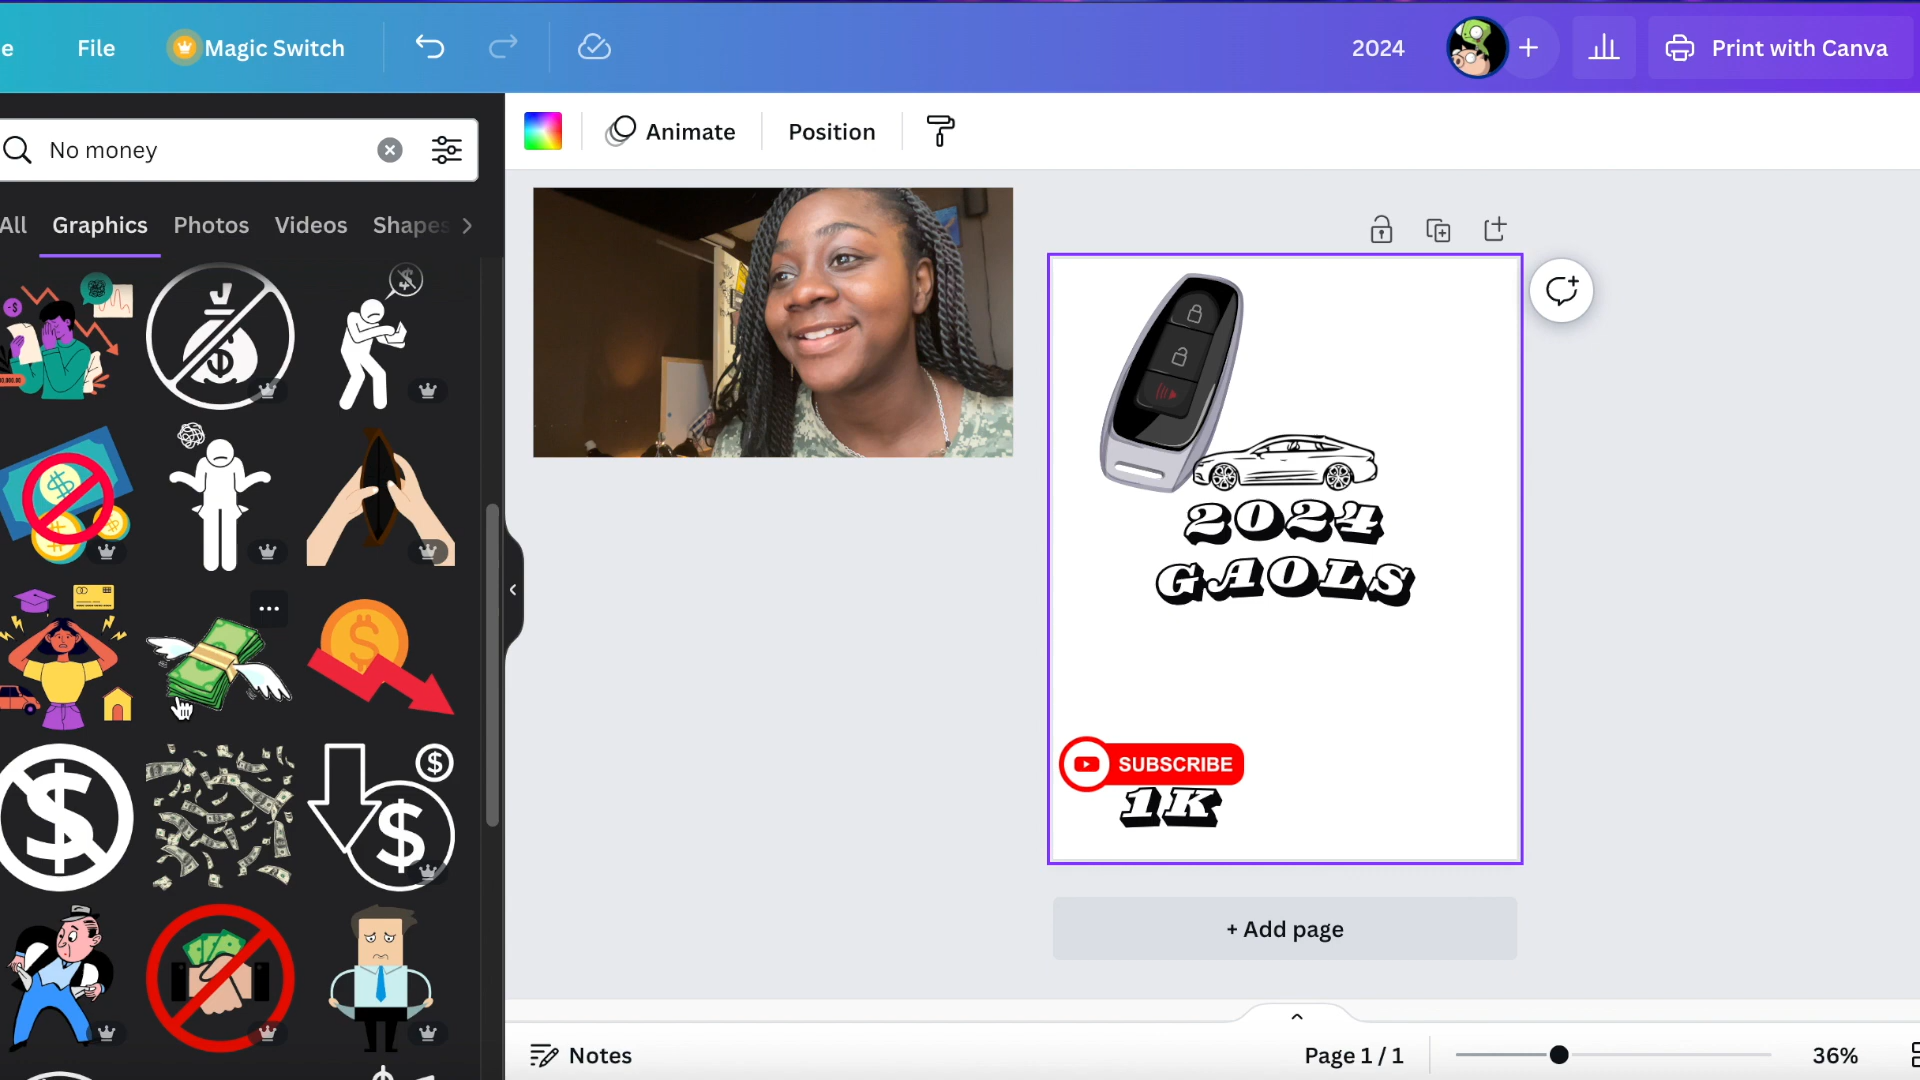 e File Magic Switch 2024 + Print with Canva
No money
Animate Position
All Graphics Photos Videos Shapes
2024
GAOLS
SUBSCRIBE
1K
+ Add page
Notes Page 1 / 1 36%